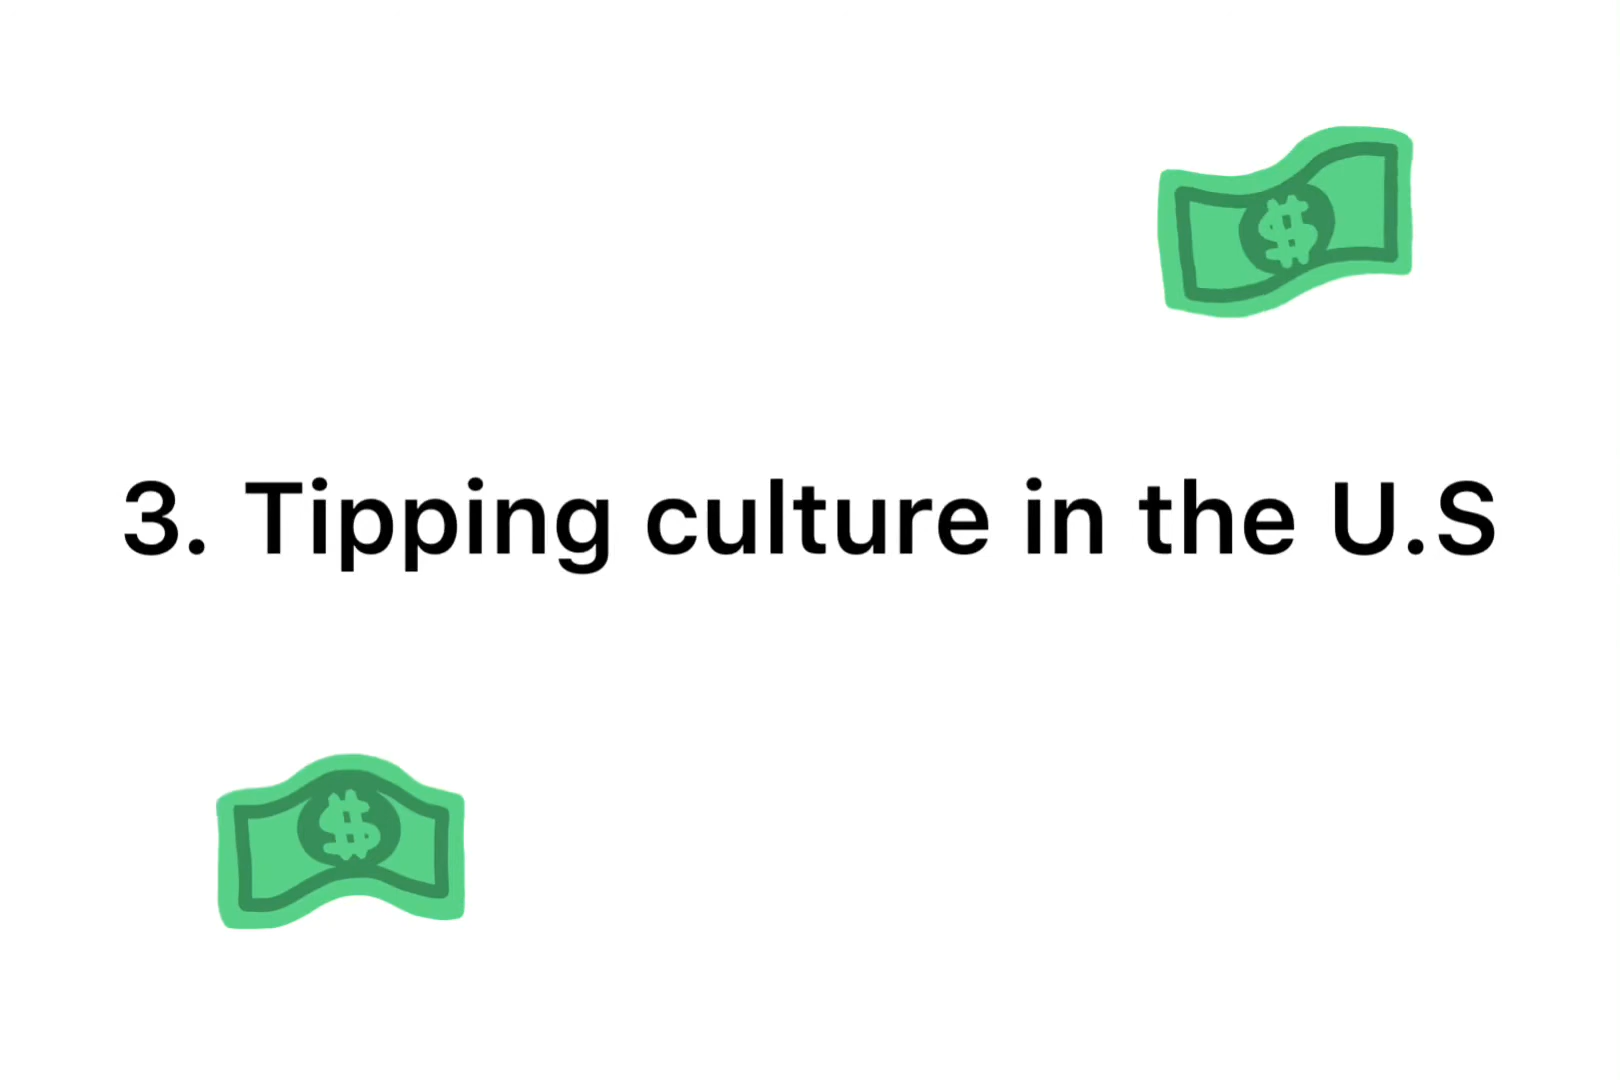 3. Tipping culture in the U.S
$
$